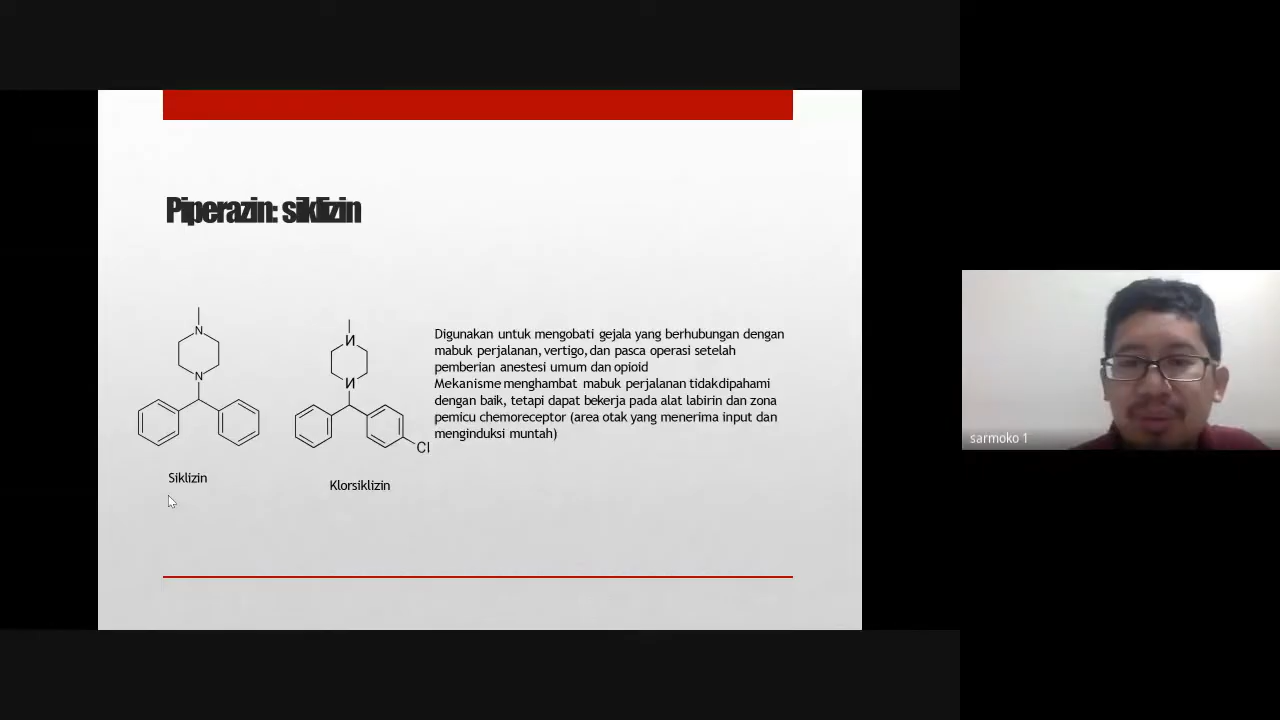 Piperazin: siklizin
N
N
N
N
Cl
Digunakan untuk mengobati gejala yang berhubungan dengan
mabuk perjalanan, vertigo, dan pasca operasi setelah
pemberian anestesi umum dan opioid
Mekanisme menghambat mabuk perjalanan tidakdipahami
dengan baik, tetapi dapat bekerja pada alat labirin dan zona
pemicu chemoreceptor (area otak yang menerima input dan
menginduksi muntah)
Siklizin
Klorsiklizin
sarmoko 1